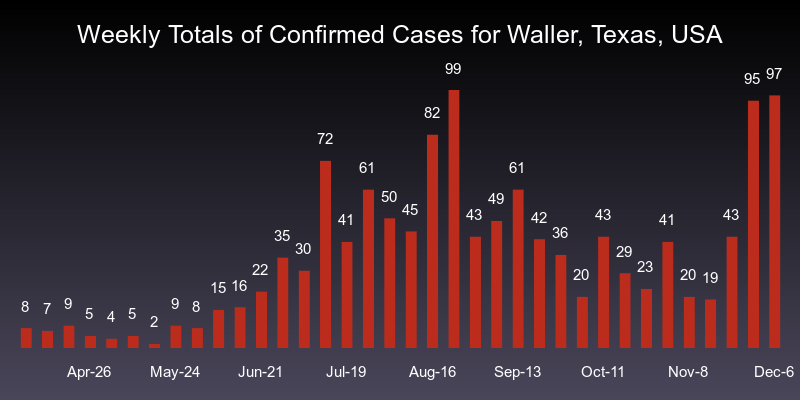 Weekly Totals of Confirmed Cases for Waller, Texas, USA
8 7 9 5 4 5 2 9 8 15 16 22 35 30 72 41 61 50 45 82 99 43 49 61 42 36 20 43 29 23 41 20 19 43 95 97
Apr-26 May-24 Jun-21 Jul-19 Aug-16 Sep-13 Oct-11 Nov-8 Dec-6